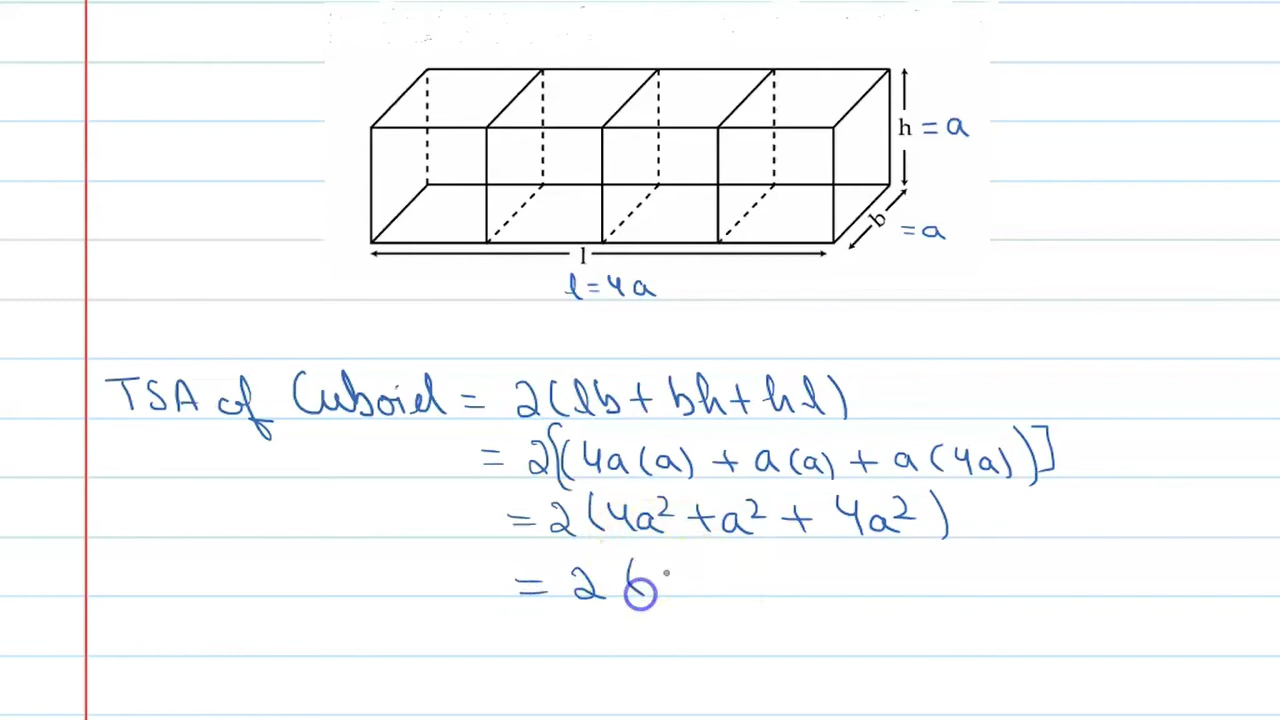 h = a
b = a
l
l = 4a
TSA of Cuboid = 2(lb + bh + hl)
= 2[(4a(a) + a(a) + a(4a))]
= 2(4a² + a² + 4a²)
= 2(